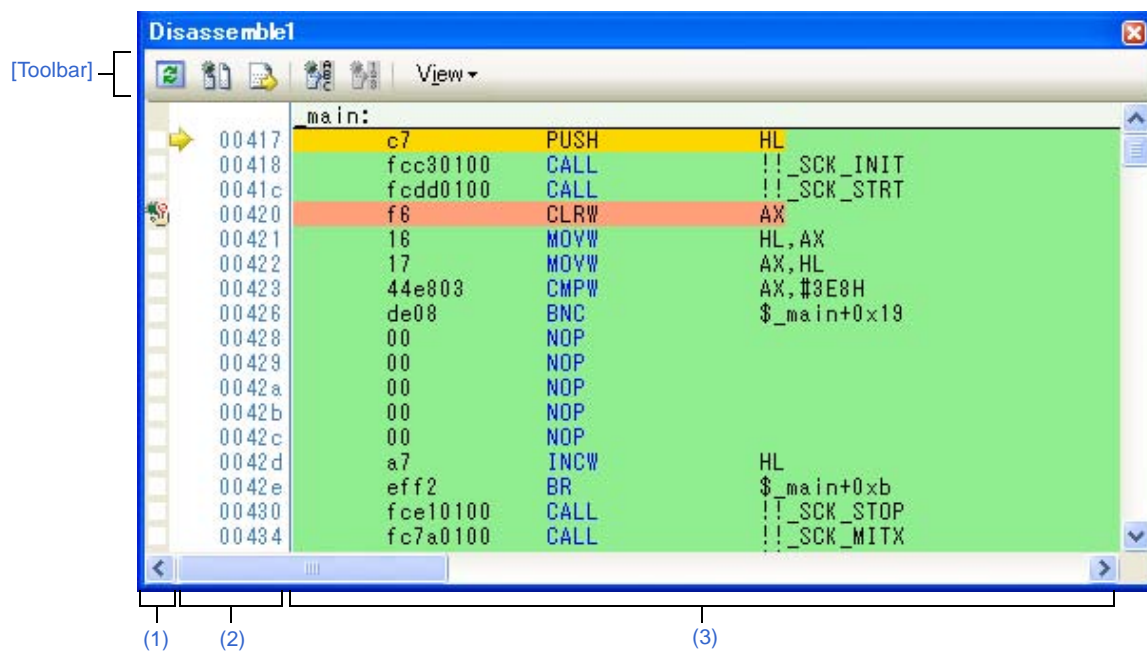 Disassemble1
[Toolbar]
View
_main:
00417 c7 PUSH HL
00418 fcc30100 CALL !!_SCK_INIT
0041c fcdd0100 CALL !!_SCK_STRT
00420 f6 CLRW AX
00421 16 MOVW HL,AX
00422 17 MOVW AX,HL
00423 44e803 CMPW AX,#3E8H
00426 de08 BNC $_main+0x19
00428 00 NOP
00429 00 NOP
0042a 00 NOP
0042b 00 NOP
0042c 00 NOP
0042d a7 INCW HL
0042e eff2 BR $_main+0xb
00430 fce10100 CALL !!_SCK_STOP
00434 fc7a0100 CALL !!_SCK_MITX
(1) (2) (3)